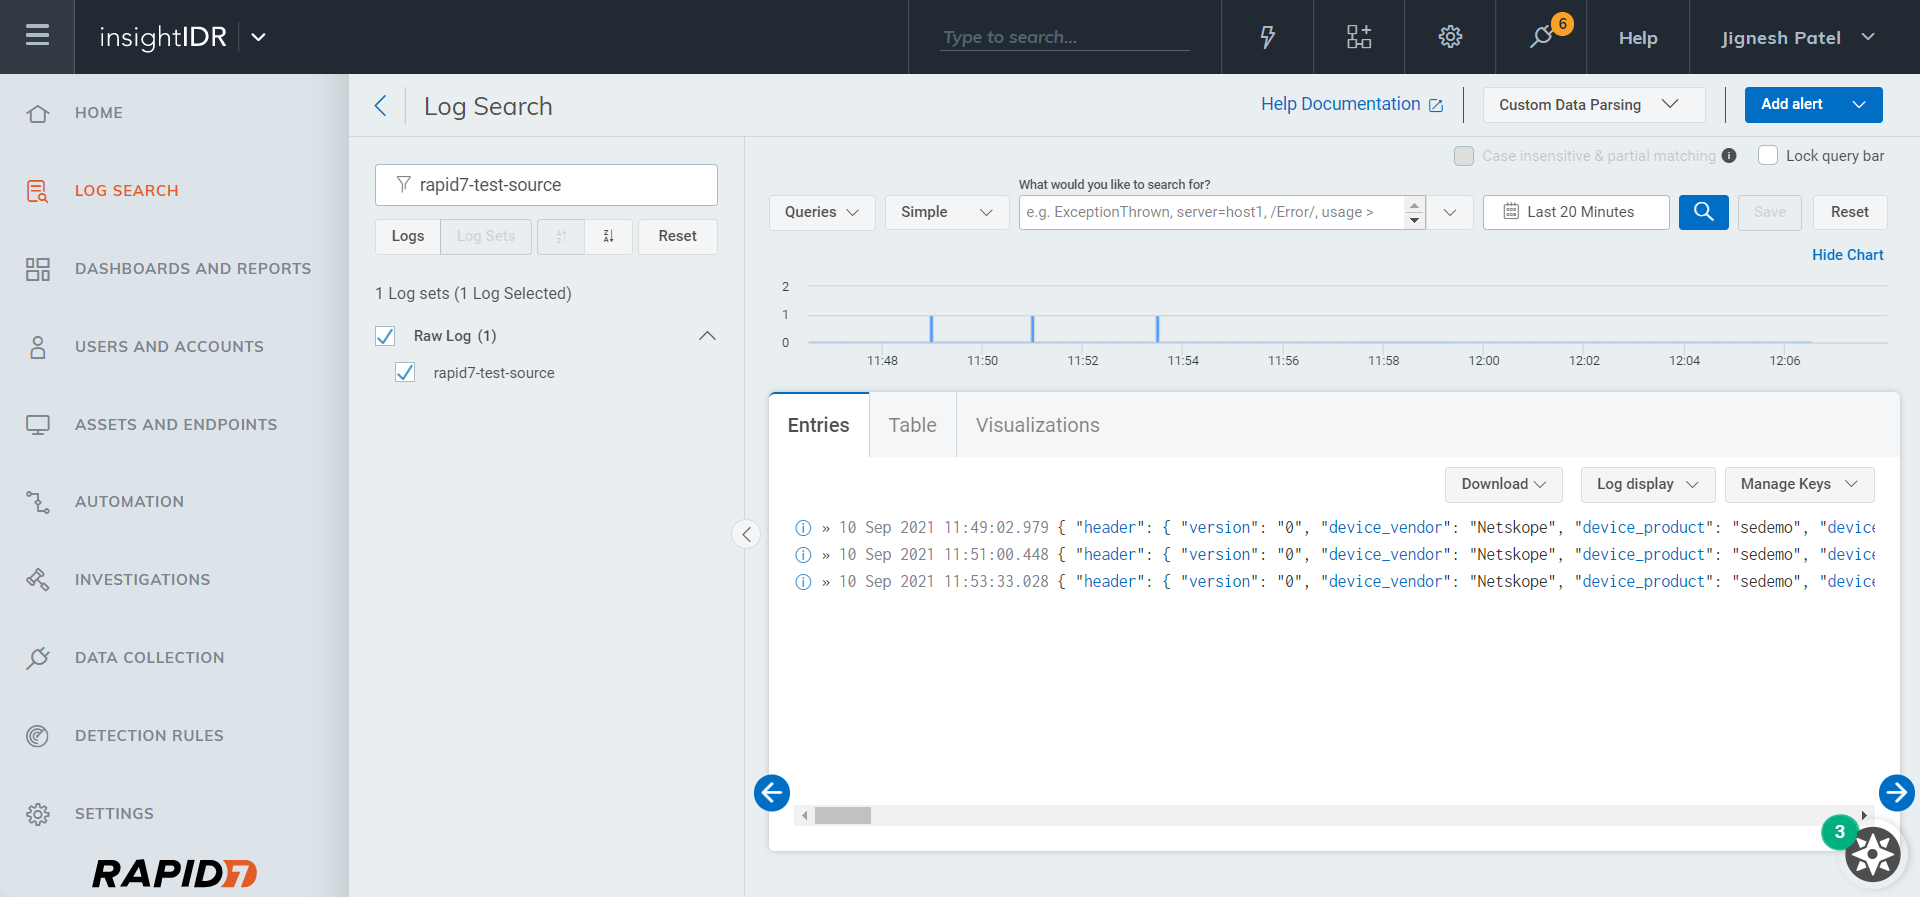 insightIDR
Type to search...
6
Help
Jignesh Patel
HOME
LOG SEARCH
DASHBOARDS AND REPORTS
USERS AND ACCOUNTS
ASSETS AND ENDPOINTS
AUTOMATION
INVESTIGATIONS
DATA COLLECTION
DETECTION RULES
SETTINGS
RAPID7
Log Search
Help Documentation
Custom Data Parsing
Add alert
rapid7-test-source
Logs
Log Sets
Reset
1 Log sets (1 Log Selected)
Raw Log (1)
rapid7-test-source
Case insensitive & partial matching
Lock query bar
What would you like to search for?
Queries
Simple
e.g. ExceptionThrown, server=host1, /Error/, usage >
Last 20 Minutes
Save
Reset
Hide Chart
2
1
0
11:48 11:50 11:52 11:54 11:56 11:58 12:00 12:02 12:04 12:06
Entries
Table
Visualizations
Download
Log display
Manage Keys
» 10 Sep 2021 11:49:02.979 { "header": { "version": "0", "device_vendor": "Netskope", "device_product": "sedemo", "device
» 10 Sep 2021 11:51:00.448 { "header": { "version": "0", "device_vendor": "Netskope", "device_product": "sedemo", "device
» 10 Sep 2021 11:53:33.028 { "header": { "version": "0", "device_vendor": "Netskope", "device_product": "sedemo", "device
3